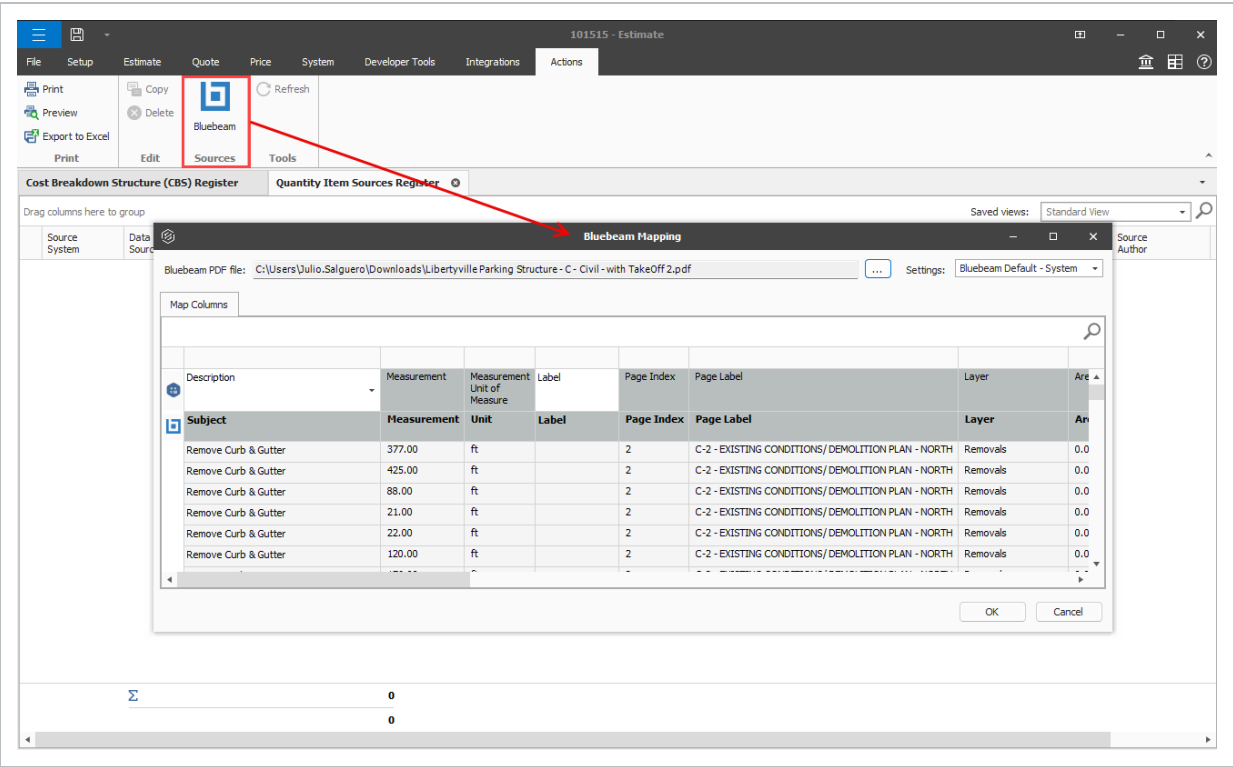 101515 - Estimate
File Setup Estimate Quote Price System Developer Tools Integrations Actions
Print Copy Refresh
Preview Delete
Bluebeam
Export to Excel
Print Edit Sources Tools
Cost Breakdown Structure (CBS) Register Quantity Item Sources Register
Drag columns here to group Saved views: Standard View
Source System Data Source Author
Bluebeam Mapping
Bluebeam PDF file: C:\Users\Julio.Salguero\Downloads\Libertyville Parking Structure - C - Civil - with TakeOff 2.pdf ... Settings: Bluebeam Default - System
Map Columns
Description Measurement Measurement Unit of Measure Label Page Index Page Label Layer
Subject Measurement Unit Label Page Index Page Label Layer
Remove Curb & Gutter 377.00 ft 2 C-2 - EXISTING CONDITIONS/ DEMOLITION PLAN - NORTH Removals 0.0
Remove Curb & Gutter 425.00 ft 2 C-2 - EXISTING CONDITIONS/ DEMOLITION PLAN - NORTH Removals 0.0
Remove Curb & Gutter 88.00 ft 2 C-2 - EXISTING CONDITIONS/ DEMOLITION PLAN - NORTH Removals 0.0
Remove Curb & Gutter 21.00 ft 2 C-2 - EXISTING CONDITIONS/ DEMOLITION PLAN - NORTH Removals 0.0
Remove Curb & Gutter 22.00 ft 2 C-2 - EXISTING CONDITIONS/ DEMOLITION PLAN - NORTH Removals 0.0
Remove Curb & Gutter 120.00 ft 2 C-2 - EXISTING CONDITIONS/ DEMOLITION PLAN - NORTH Removals 0.0
OK Cancel
Σ 0
0